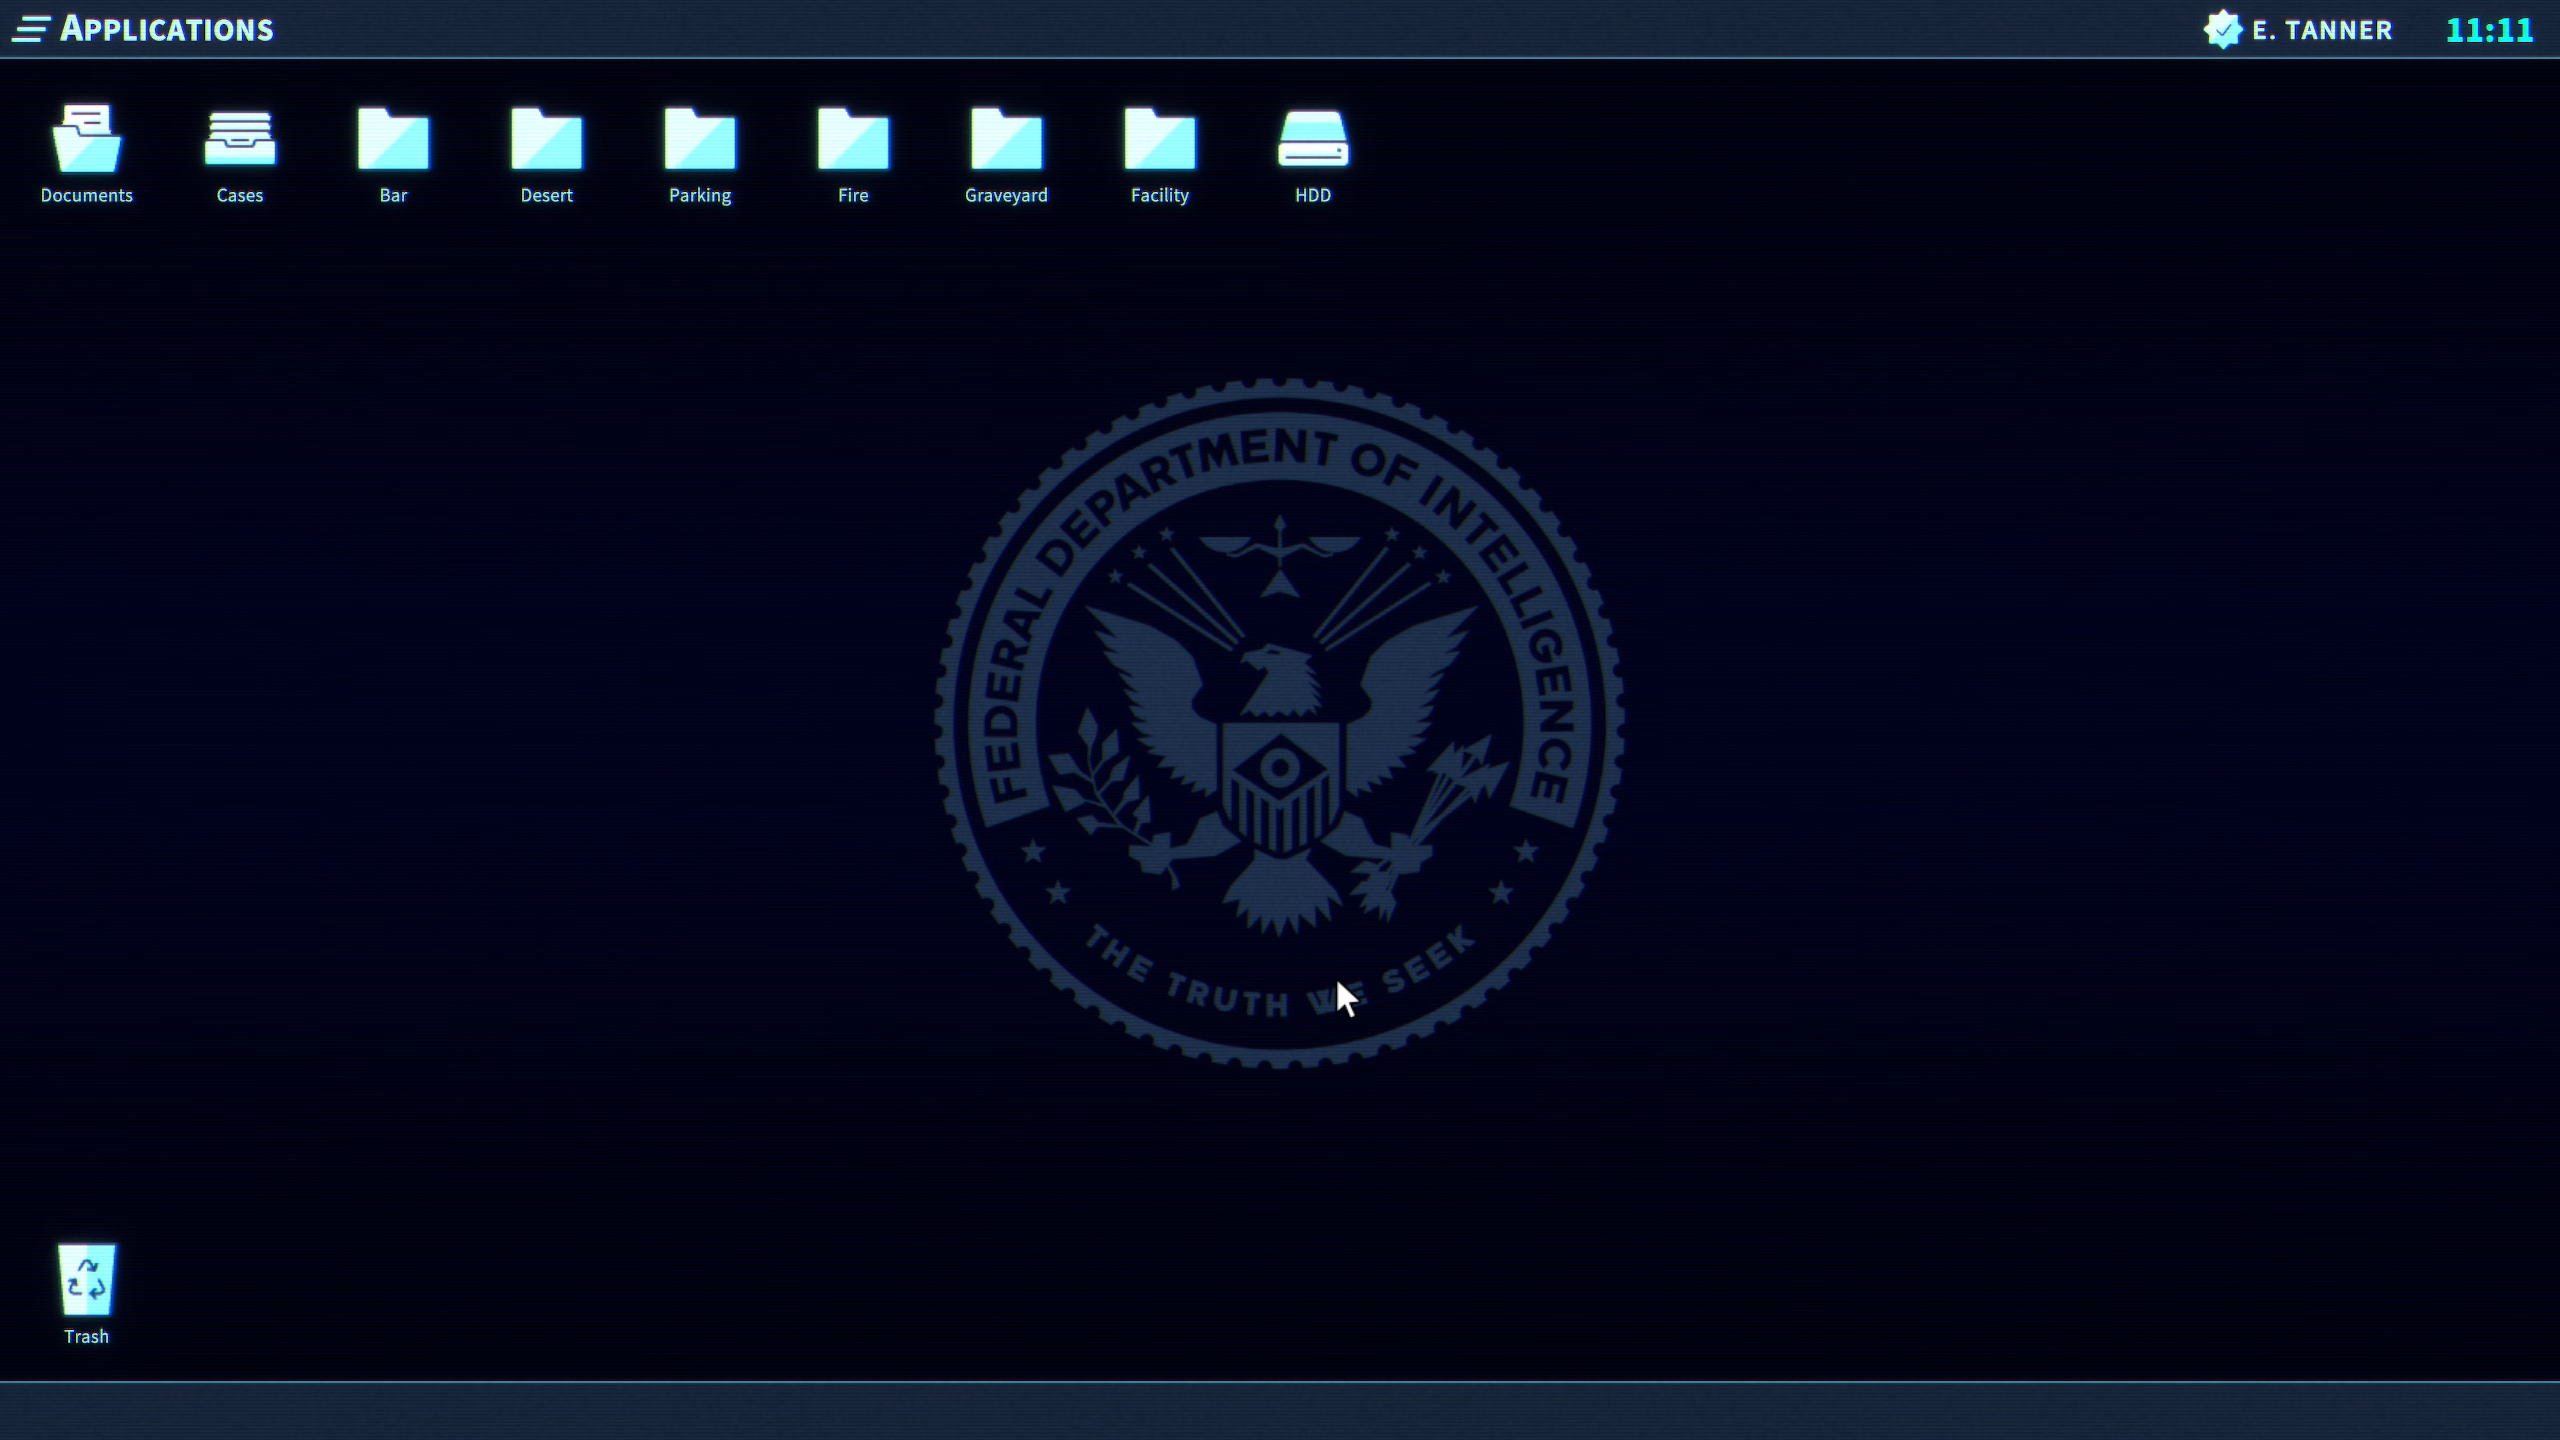 APPLICATIONS
E. TANNER
11:11
Documents
Cases
Bar
Desert
Parking
Fire
Graveyard
Facility
HDD
FEDERAL DEPARTMENT OF INTELLIGENCE
THE TRUTH WE SEEK
Trash